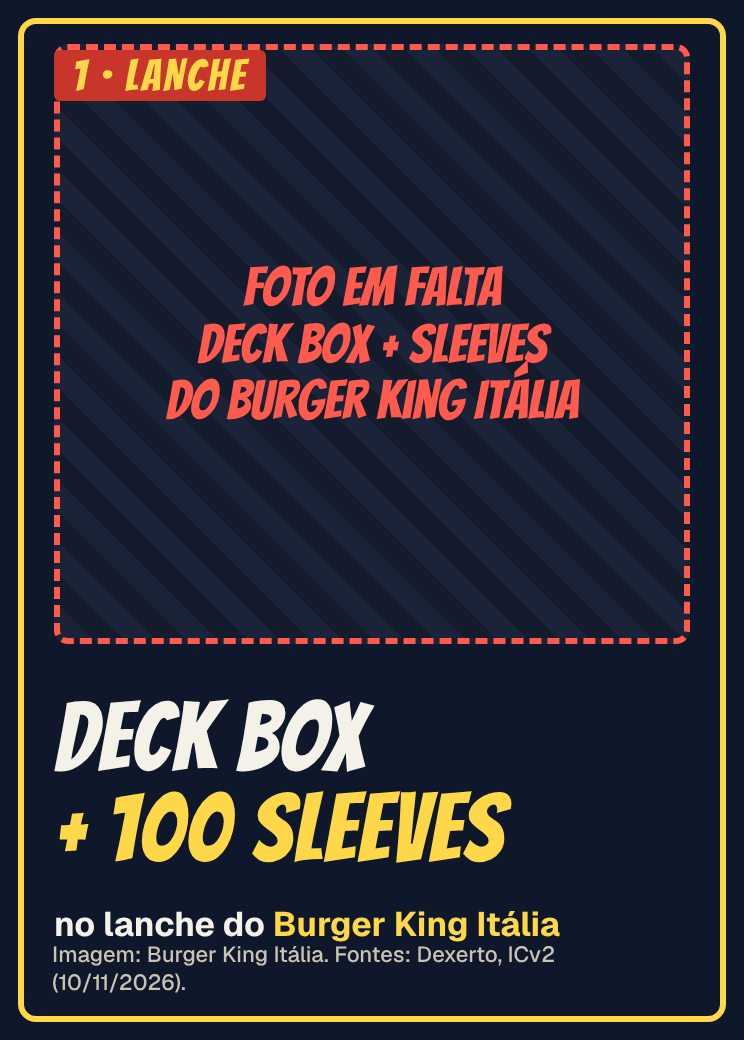 1 • LANCHE
FOTO EM FALTA
DECK BOX + SLEEVES
DO BURGER KING ITÁLIA
DECK BOX
+ 100 SLEEVES
no lanche do Burger King Itália
Imagem: Burger King Itália. Fontes: Dexerto, ICv2
(10/11/2026).